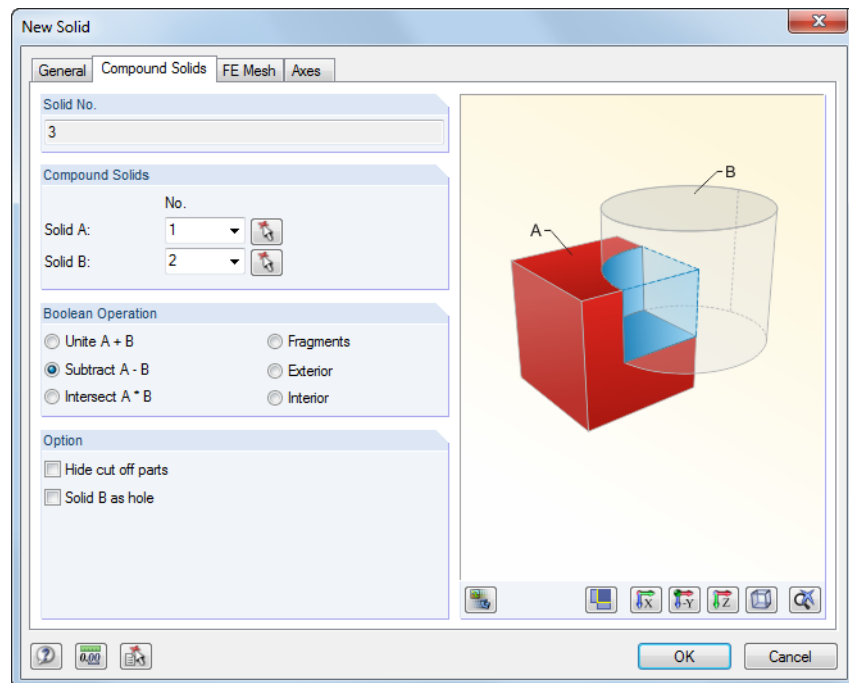 New Solid
General Compound Solids FE Mesh Axes
Solid No.
3
Compound Solids
No.
Solid A: 1
Solid B: 2
Boolean Operation
Unite A + B Fragments
Subtract A - B Exterior
Intersect A * B Interior
Option
Hide cut off parts
Solid B as hole
B
A
X -Y Z
0.00
OK Cancel